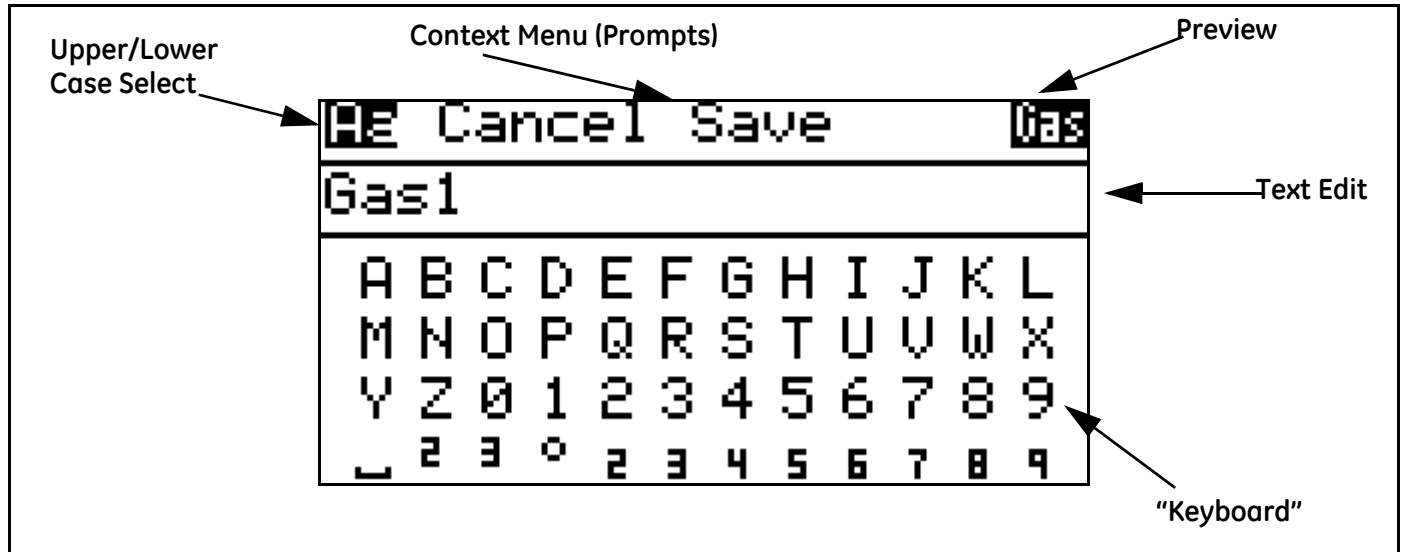 Upper/Lower
Case Select
Context Menu (Prompts)
Preview
Aa Cancel Save Gas
Gas1
Text Edit
A B C D E F G H I J K L
M N O P Q R S T U V W X
Y Z 0 1 2 3 4 5 6 7 8 9
␣ ² ³ ° ₂ ₃ ₄ ₅ ₆ ₇ ₈ ₉
“Keyboard”